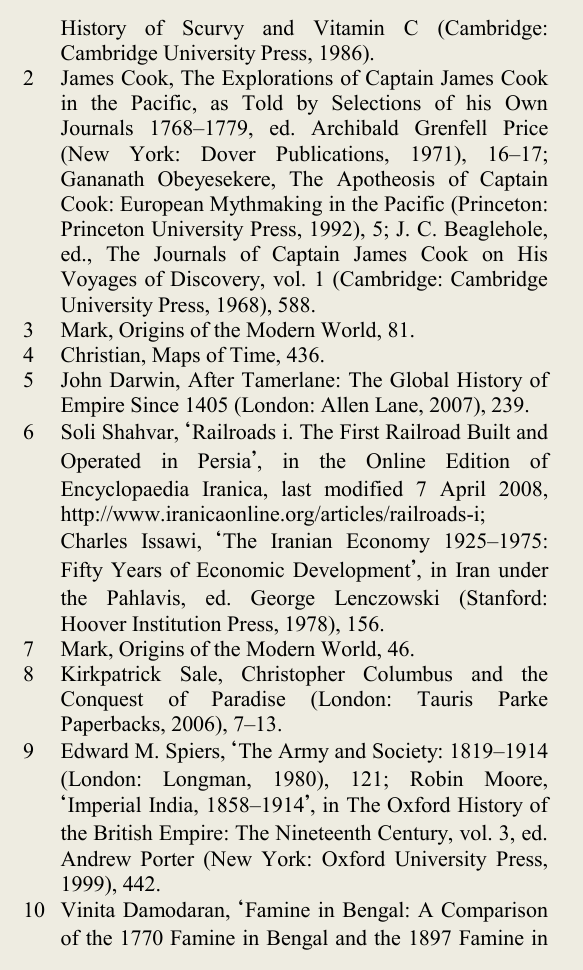 History of Scurvy and Vitamin C (Cambridge:
Cambridge University Press, 1986).
2 James Cook, The Explorations of Captain James Cook
in the Pacific, as Told by Selections of his Own
Journals 1768–1779, ed. Archibald Grenfell Price
(New York: Dover Publications, 1971), 16–17;
Gananath Obeyesekere, The Apotheosis of Captain
Cook: European Mythmaking in the Pacific (Princeton:
Princeton University Press, 1992), 5; J. C. Beaglehole,
ed., The Journals of Captain James Cook on His
Voyages of Discovery, vol. 1 (Cambridge: Cambridge
University Press, 1968), 588.
3 Mark, Origins of the Modern World, 81.
4 Christian, Maps of Time, 436.
5 John Darwin, After Tamerlane: The Global History of
Empire Since 1405 (London: Allen Lane, 2007), 239.
6 Soli Shahvar, ‘Railroads i. The First Railroad Built and
Operated in Persia’, in the Online Edition of
Encyclopaedia Iranica, last modified 7 April 2008,
http://www.iranicaonline.org/articles/railroads-i;
Charles Issawi, ‘The Iranian Economy 1925–1975:
Fifty Years of Economic Development’, in Iran under
the Pahlavis, ed. George Lenczowski (Stanford:
Hoover Institution Press, 1978), 156.
7 Mark, Origins of the Modern World, 46.
8 Kirkpatrick Sale, Christopher Columbus and the
Conquest of Paradise (London: Tauris Parke
Paperbacks, 2006), 7–13.
9 Edward M. Spiers, ‘The Army and Society: 1819–1914
(London: Longman, 1980), 121; Robin Moore,
‘Imperial India, 1858–1914’, in The Oxford History of
the British Empire: The Nineteenth Century, vol. 3, ed.
Andrew Porter (New York: Oxford University Press,
1999), 442.
10 Vinita Damodaran, ‘Famine in Bengal: A Comparison
of the 1770 Famine in Bengal and the 1897 Famine in